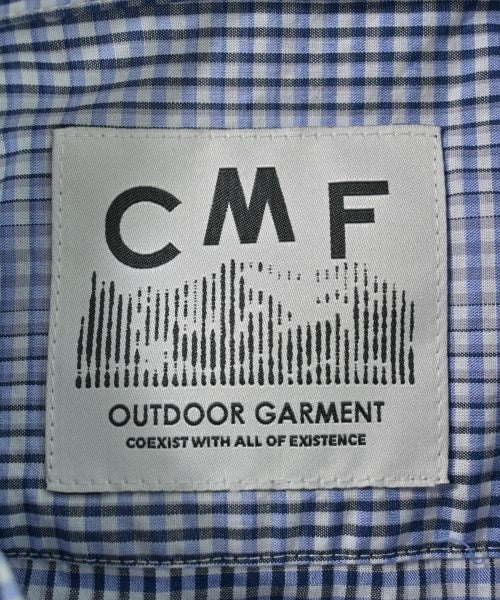 CMF
OUTDOOR GARMENT
COEXIST WITH ALL OF EXISTENCE